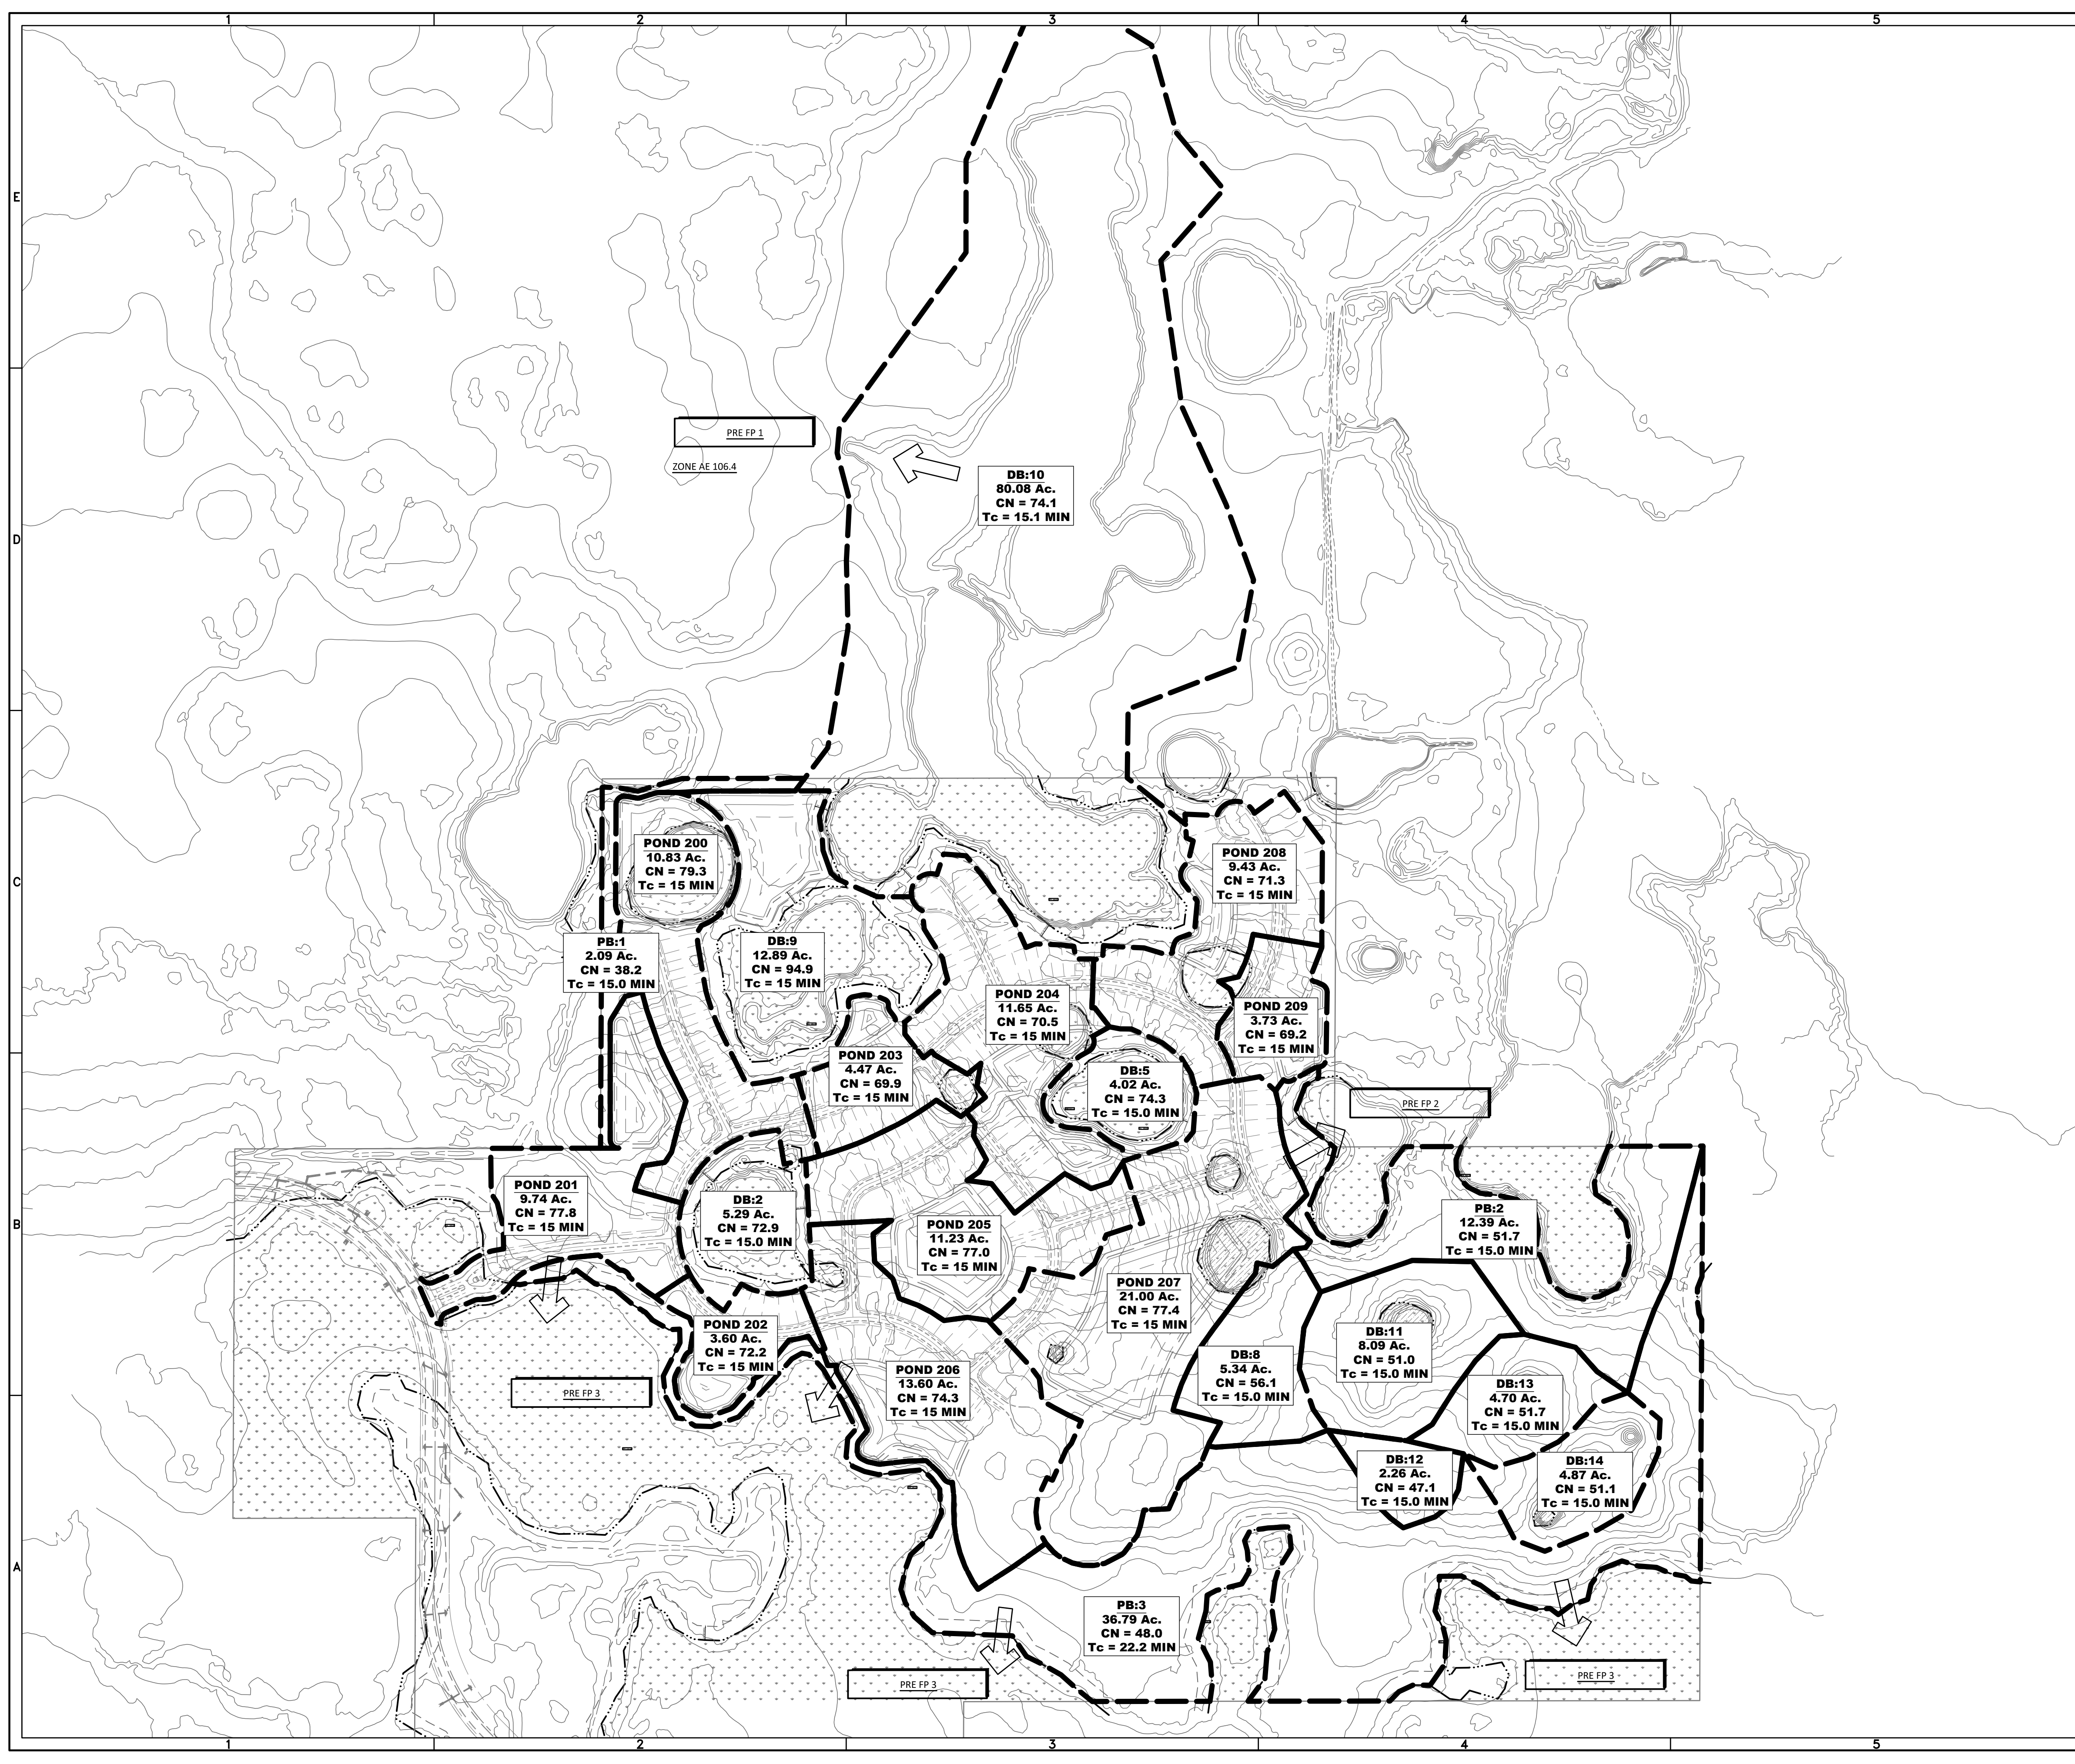 1 2 3 4 5
E
PRE FP 1
ZONE AE 106.4
DB:10
80.08 Ac.
CN = 74.1
Tc = 15.1 MIN
D
POND 200
10.83 Ac.
CN = 79.3
Tc = 15 MIN
POND 208
9.43 Ac.
CN = 71.3
Tc = 15 MIN
C
PB:1
2.09 Ac.
CN = 38.2
Tc = 15.0 MIN
DB:9
12.89 Ac.
CN = 94.9
Tc = 15 MIN
POND 204
11.65 Ac.
CN = 70.5
Tc = 15 MIN
POND 209
3.73 Ac.
CN = 69.2
Tc = 15 MIN
POND 203
4.47 Ac.
CN = 69.9
Tc = 15 MIN
DB:5
4.02 Ac.
CN = 74.3
Tc = 15.0 MIN
PRE FP 2
POND 201
9.74 Ac.
CN = 77.8
Tc = 15 MIN
DB:2
5.29 Ac.
CN = 72.9
Tc = 15.0 MIN
POND 205
11.23 Ac.
CN = 77.0
Tc = 15 MIN
PB:2
12.39 Ac.
CN = 51.7
Tc = 15.0 MIN
B
POND 207
21.00 Ac.
CN = 77.4
Tc = 15 MIN
POND 202
3.60 Ac.
CN = 72.2
Tc = 15 MIN
DB:11
8.09 Ac.
CN = 51.0
Tc = 15.0 MIN
DB:8
5.34 Ac.
CN = 56.1
Tc = 15.0 MIN
POND 206
13.60 Ac.
CN = 74.3
Tc = 15 MIN
DB:13
4.70 Ac.
CN = 51.7
Tc = 15.0 MIN
PRE FP 3
DB:12
2.26 Ac.
CN = 47.1
Tc = 15.0 MIN
DB:14
4.87 Ac.
CN = 51.1
Tc = 15.0 MIN
A
PB:3
36.79 Ac.
CN = 48.0
Tc = 22.2 MIN
PRE FP 3
PRE FP 3
1 2 3 4 5